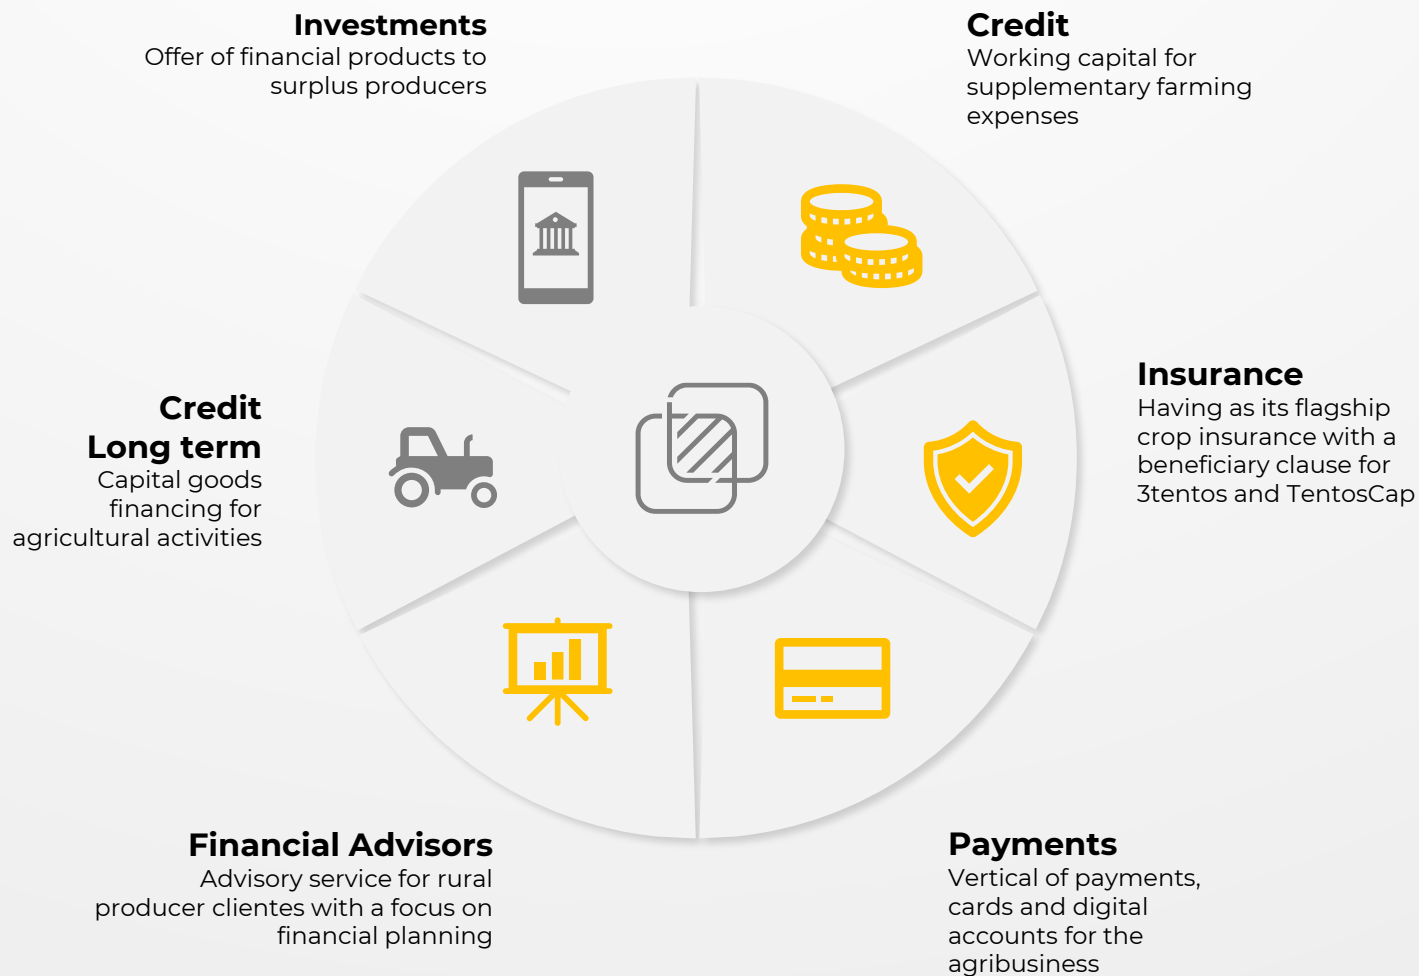 Investments
Offer of financial products to
surplus producers
Credit
Working capital for
supplementary farming
expenses
Insurance
Having as its flagship
crop insurance with a
beneficiary clause for
3tentos and TentosCap
Credit
Long term
Capital goods
financing for
agricultural activities
Financial Advisors
Advisory service for rural
producer clientes with a focus on
financial planning
Payments
Vertical of payments,
cards and digital
accounts for the
agribusiness